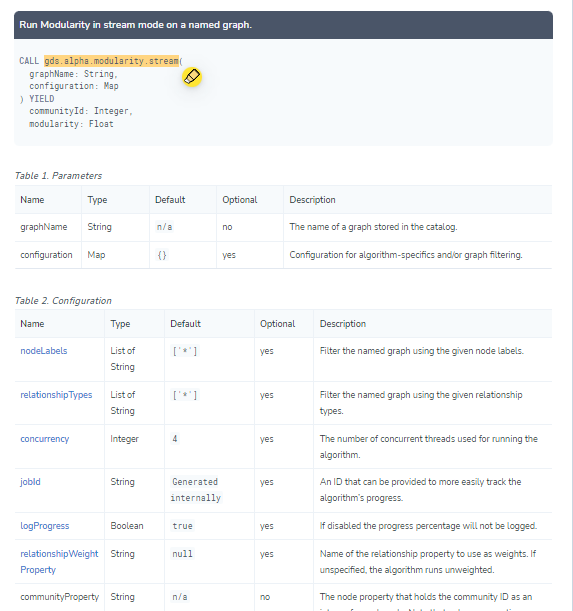 Run Modularity in stream mode on a named graph.
CALL gds.alpha.modularity.stream(
graphName: String,
configuration: Map
) YIELD
communityId: Integer,
modularity: Float
Table 1. Parameters
Name Type Default Optional Description
graphName String n/a no The name of a graph stored in the catalog.
configuration Map {} yes Configuration for algorithm-specifics and/or graph filtering.
Table 2. Configuration
Name Type Default Optional Description
nodeLabels List of String ['*'] yes Filter the named graph using the given node labels.
relationshipTypes List of String ['*'] yes Filter the named graph using the given relationship types.
concurrency Integer 4 yes The number of concurrent threads used for running the algorithm.
jobId String Generated internally yes An ID that can be provided to more easily track the algorithm's progress.
logProgress Boolean true yes If disabled the progress percentage will not be logged.
relationshipWeight Property String null yes Name of the relationship property to use as weights. If unspecified, the algorithm runs unweighted.
communityProperty String n/a no The node property that holds the community ID as an